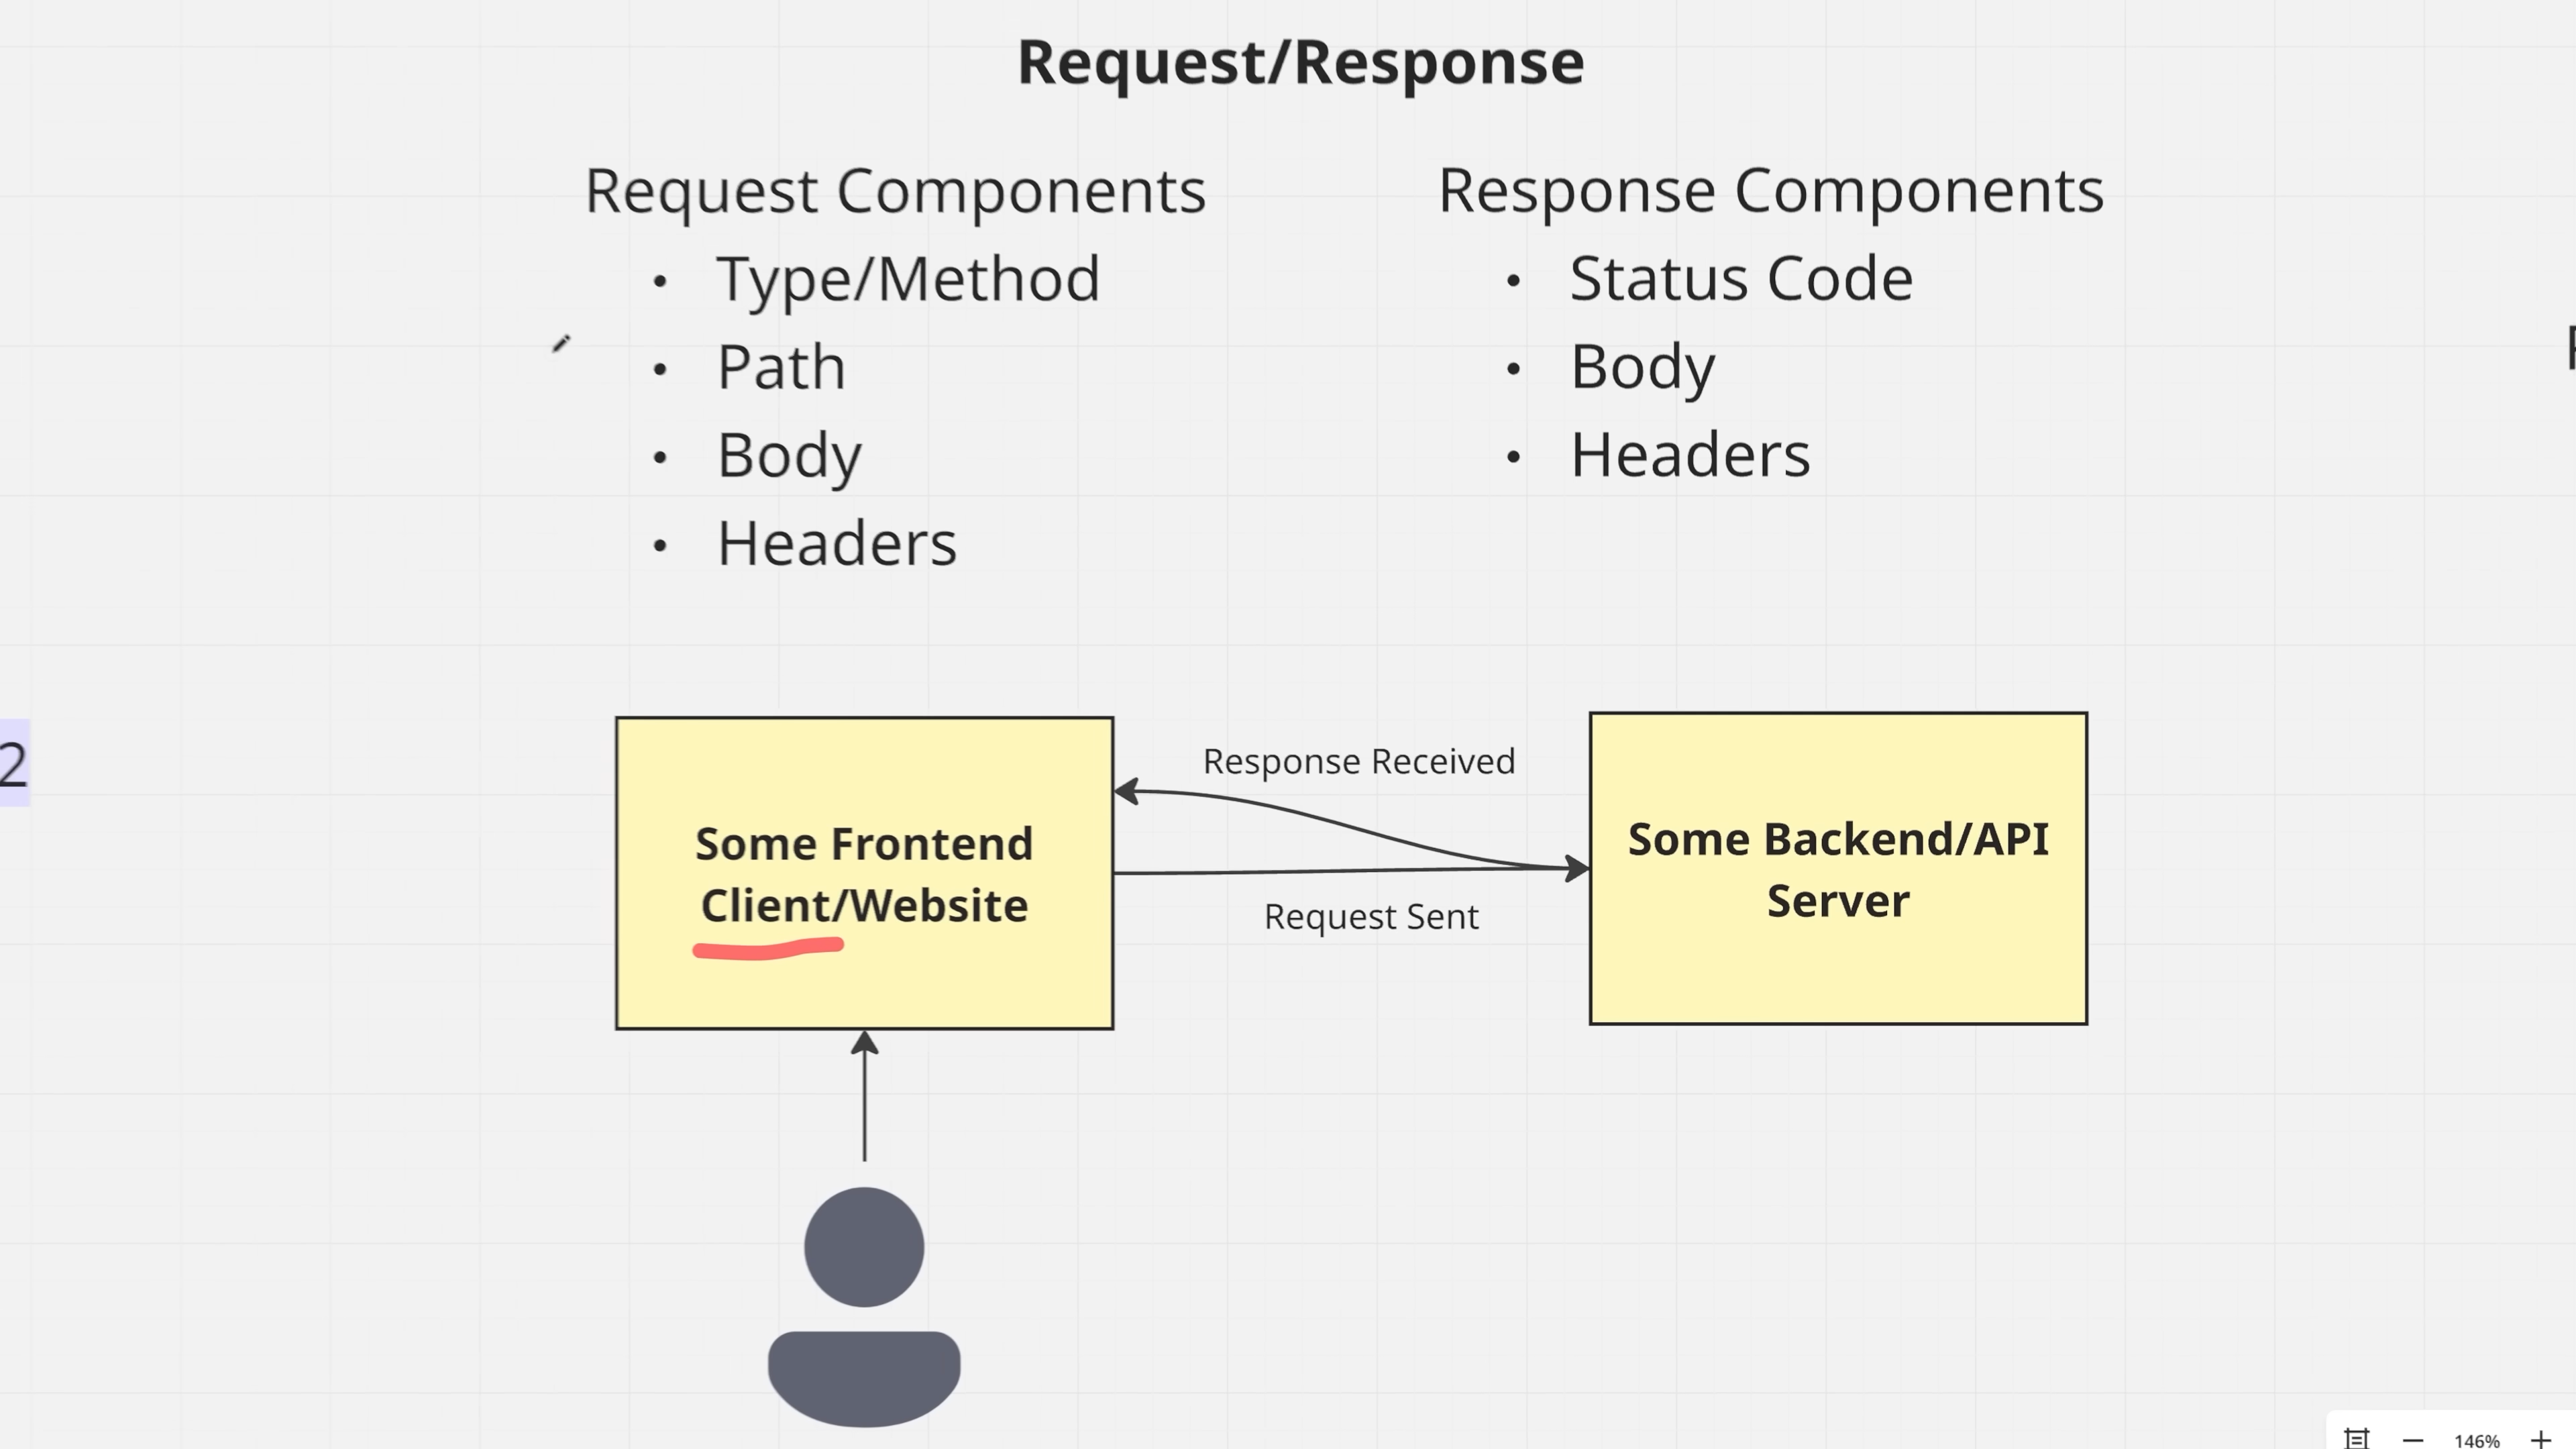 Request/Response
Request Components
• Type/Method
• Path
• Body
• Headers
Response Components
• Status Code
• Body
• Headers
2
Some Frontend
Client/Website
Response Received
Request Sent
Some Backend/API
Server
146%